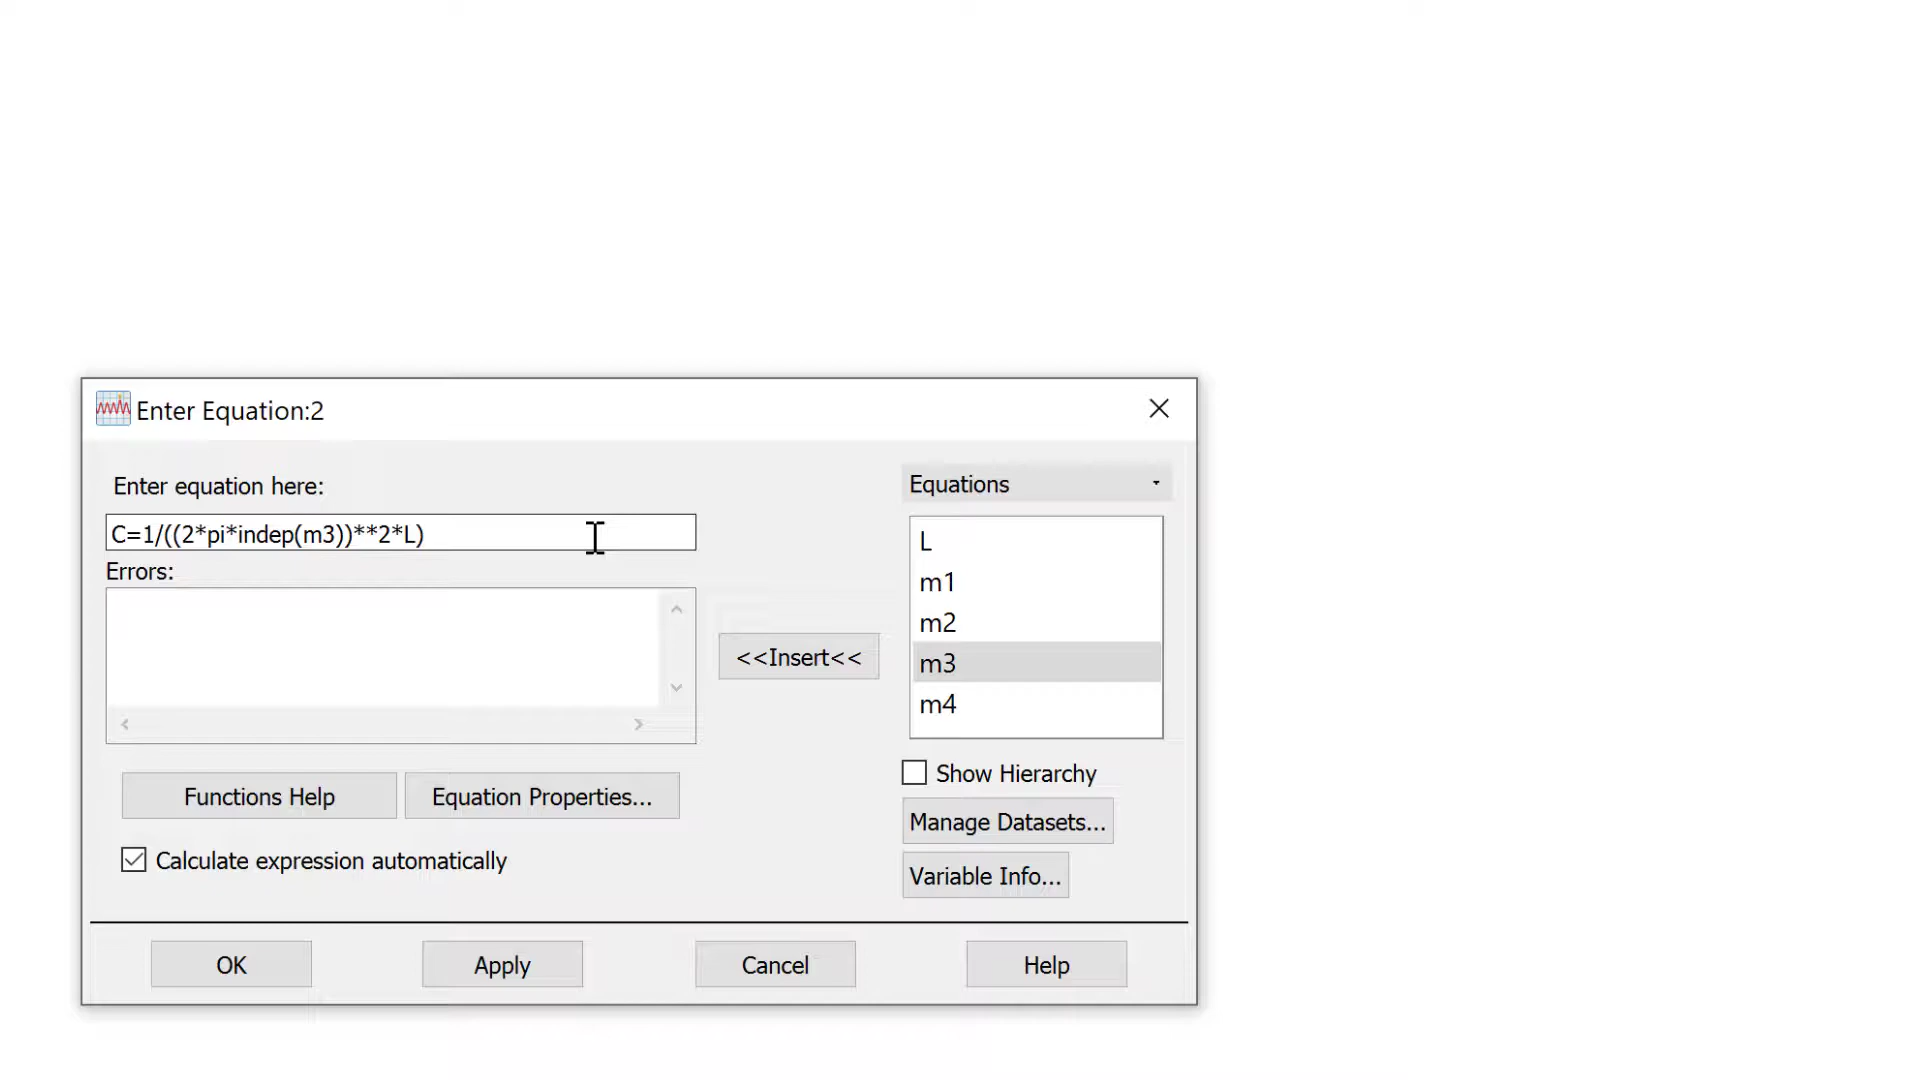 Enter Equation:2
Enter equation here:
C=1/((2*pi*indep(m3))**2*L)
Errors:
Equations
L
m1
m2
m3
m4
<<Insert<<
Show Hierarchy
Functions Help
Equation Properties...
Manage Datasets...
Calculate expression automatically
Variable Info...
OK
Apply
Cancel
Help